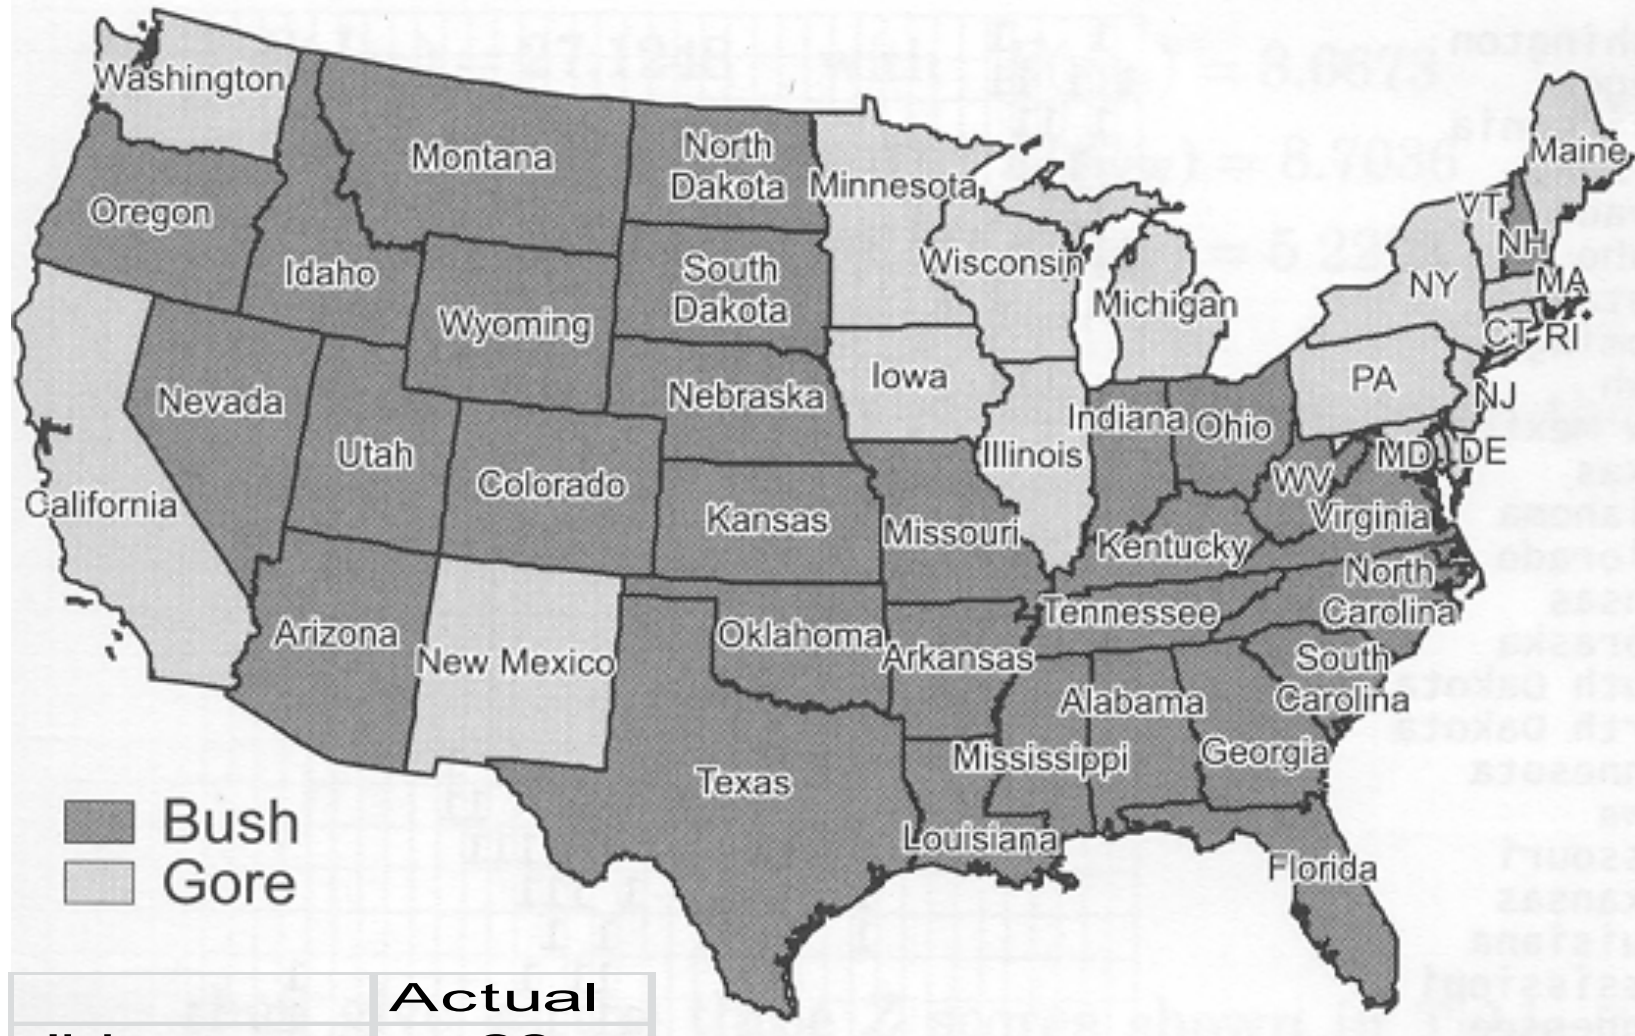 Washington
Montana
North
Dakota
Minnesota
Maine
Oregon
Idaho
South
Dakota
Wisconsin
Michigan
VT
NH
NY
MA
CT
RI
Wyoming
Nebraska
Iowa
PA
NJ
Nevada
Utah
Colorado
Kansas
Missouri
Illinois
Indiana
Ohio
WV
MD
DE
Virginia
California
Kentucky
North
Carolina
Tennessee
Arizona
New Mexico
Oklahoma
Arkansas
South
Carolina
Alabama
Georgia
Mississippi
Texas
Louisiana
Florida
Bush
Gore
Actual